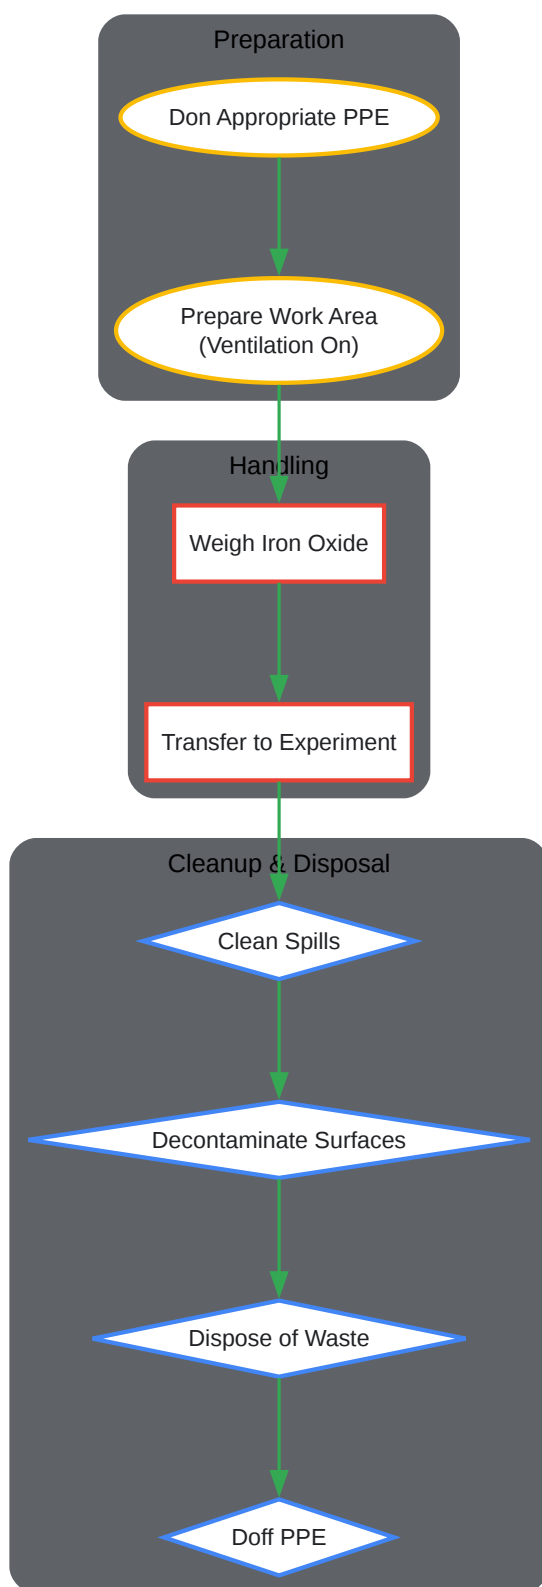 Preparation
Don Appropriate PPE
Prepare Work Area
(Ventilation On)
Handling
Weigh Iron Oxide
Transfer to Experiment
Cleanup & Disposal
Clean Spills
Decontaminate Surfaces
Dispose of Waste
Doff PPE